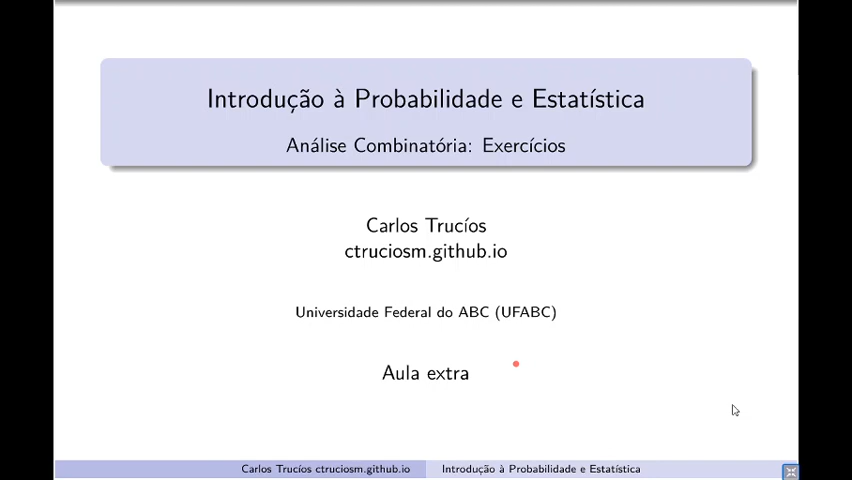 Introdução à Probabilidade e Estatística
Análise Combinatória: Exercícios
Carlos Trucíos
ctruciosm.github.io
Universidade Federal do ABC (UFABC)
Aula extra
Carlos Trucíos ctruciosm.github.io
Introdução à Probabilidade e Estatística